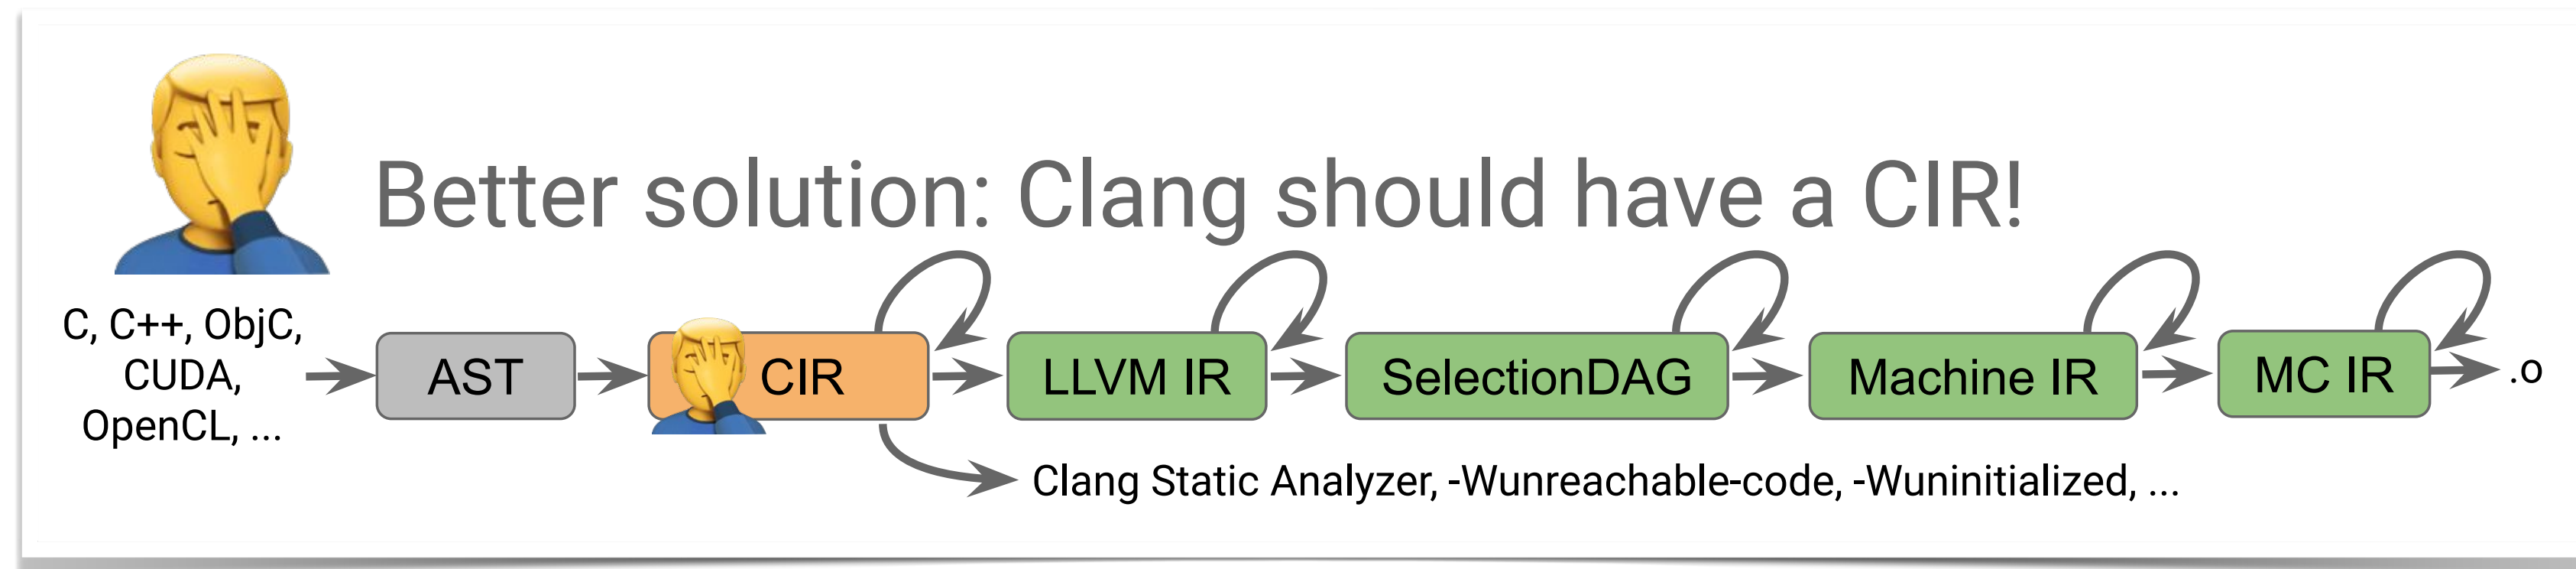 Better solution: Clang should have a CIR!
C, C++, ObjC,
CUDA,
OpenCL, ...
AST
CIR
LLVM IR
SelectionDAG
Machine IR
MC IR
.o
Clang Static Analyzer, -Wunreachable-code, -Wuninitialized, ...